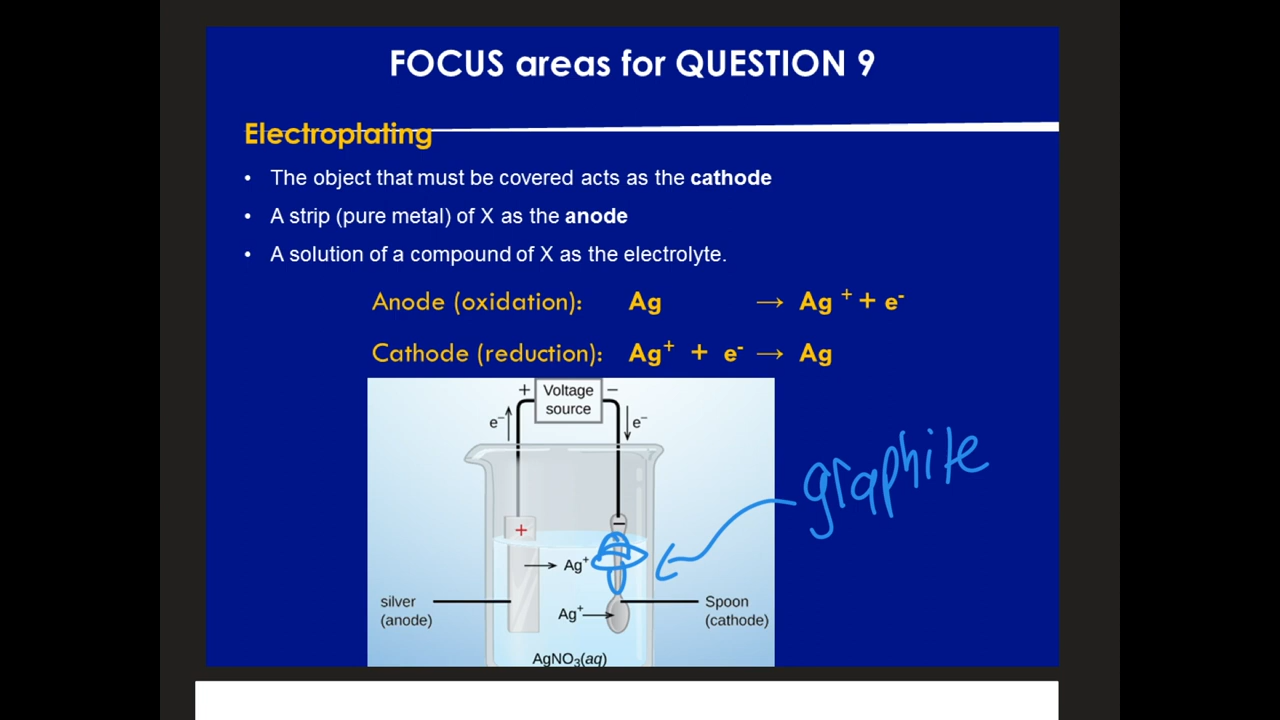 FOCUS areas for QUESTION 9
Electroplating
• The object that must be covered acts as the cathode
• A strip (pure metal) of X as the anode
• A solution of a compound of X as the electrolyte.
Anode (oxidation): Ag → Ag⁺ + e⁻
Cathode (reduction): Ag⁺ + e⁻ → Ag
+ Voltage source −
e⁻ e⁻
graphite
+ −
Ag⁺
silver (anode)
Ag⁺
Spoon (cathode)
AgNO₃(aq)